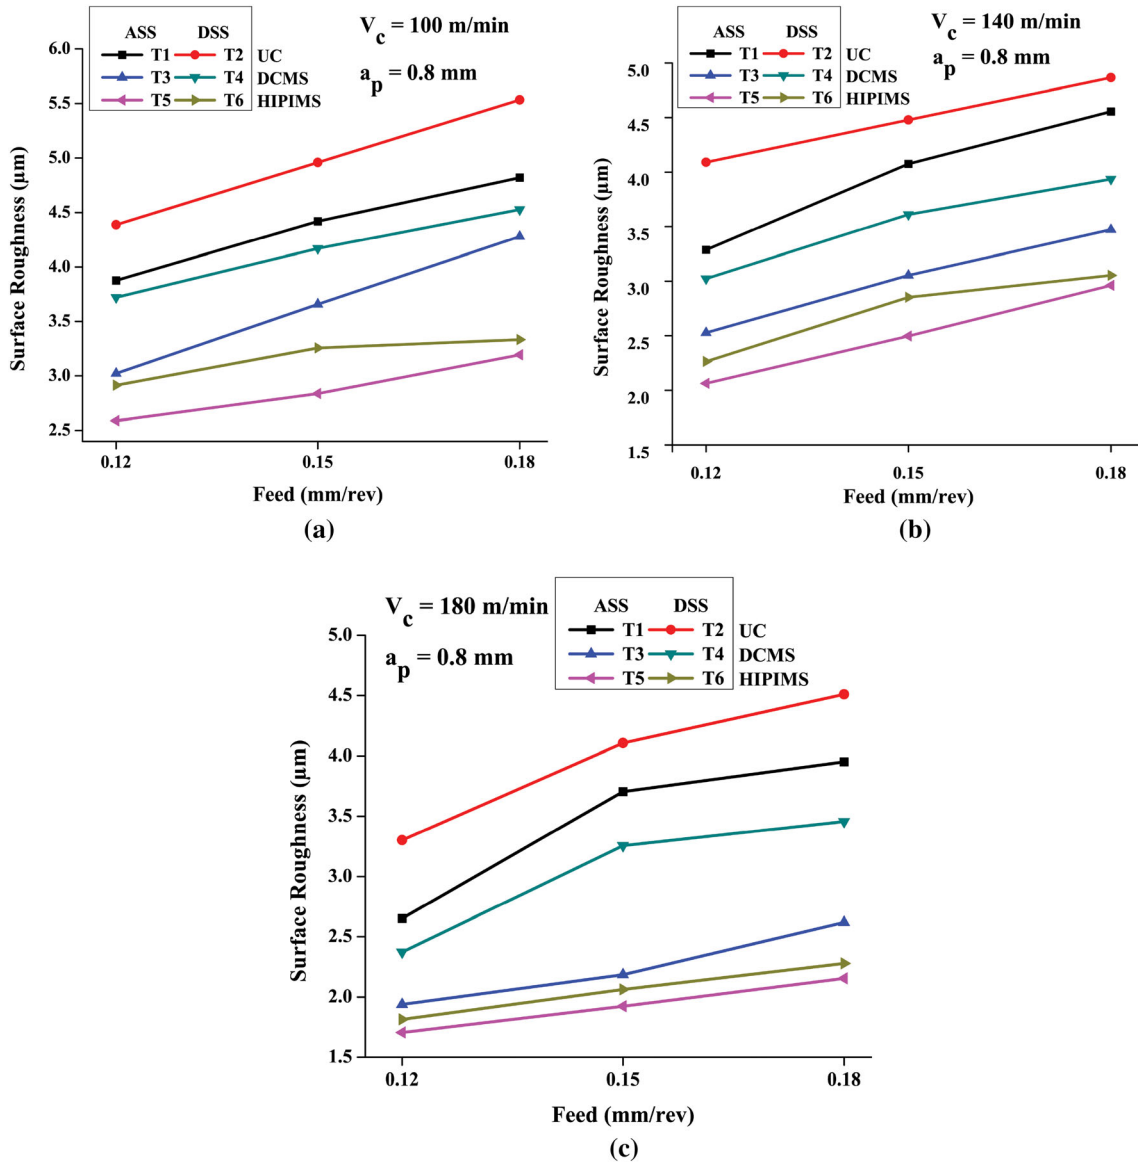 V_c = 100 m/min
a_p = 0.8 mm
ASS DSS
T1 T2 UC
T3 T4 DCMS
T5 T6 HIPIMS
Surface Roughness (μm)
6.0
5.5
5.0
4.5
4.0
3.5
3.0
2.5
0.12 0.15 0.18
Feed (mm/rev)
(a)
V_c = 140 m/min
a_p = 0.8 mm
ASS DSS
T1 T2 UC
T3 T4 DCMS
T5 T6 HIPIMS
Surface Roughness (μm)
5.0
4.5
4.0
3.5
3.0
2.5
2.0
1.5
0.12 0.15 0.18
Feed (mm/rev)
(b)
V_c = 180 m/min
a_p = 0.8 mm
ASS DSS
T1 T2 UC
T3 T4 DCMS
T5 T6 HIPIMS
Surface Roughness (μm)
5.0
4.5
4.0
3.5
3.0
2.5
2.0
1.5
0.12 0.15 0.18
Feed (mm/rev)
(c)